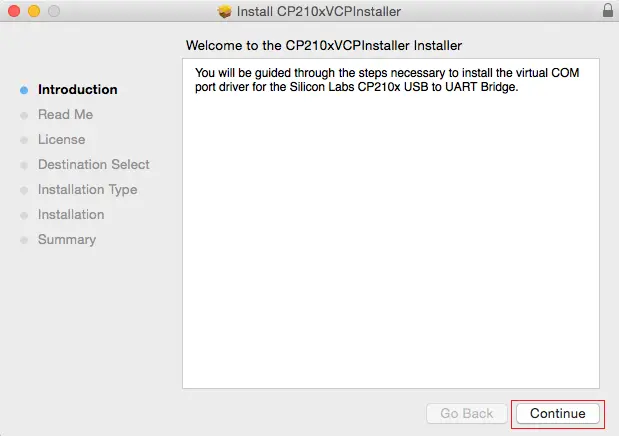 Install CP210xVCPInstaller
Welcome to the CP210xVCPInstaller Installer
Introduction
Read Me
License
Destination Select
Installation Type
Installation
Summary
You will be guided through the steps necessary to install the virtual COM
port driver for the Silicon Labs CP210x USB to UART Bridge.
Go Back
Continue